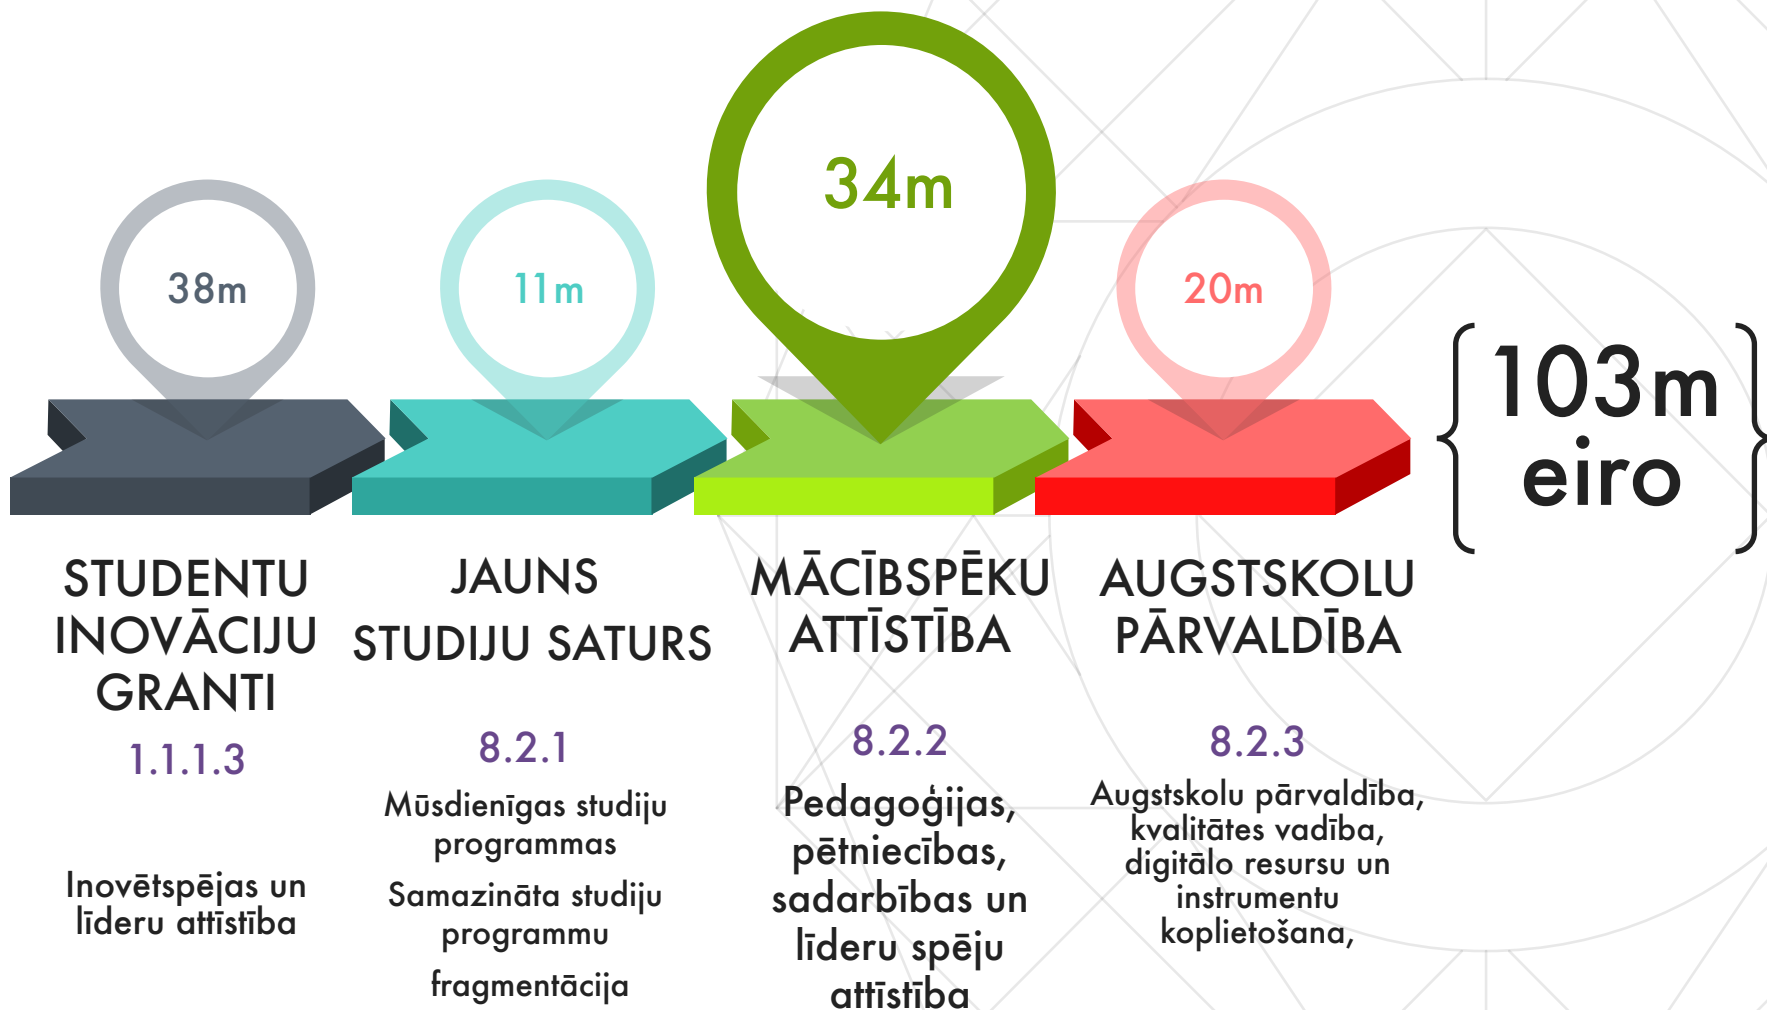 38m
11m
34m
20m
103m
eiro
STUDENTU
INOVĀCIJU
GRANTI
1.1.1.3
Inovētspējas un
līderu attīstība
JAUNS
STUDIJU SATURS
8.2.1
Mūsdienīgas studiju
programmas
Samazināta studiju
programmu
fragmentācija
MĀCĪBSPĒKU
ATTĪSTĪBA
8.2.2
Pedagoģijas,
pētniecības,
sadarbības un
līderu spēju
attīstība
AUGSTSKOLU
PĀRVALDĪBA
8.2.3
Augstskolu pārvaldība,
kvalitātes vadība,
digitālo resursu un
instrumentu
koplietošana,